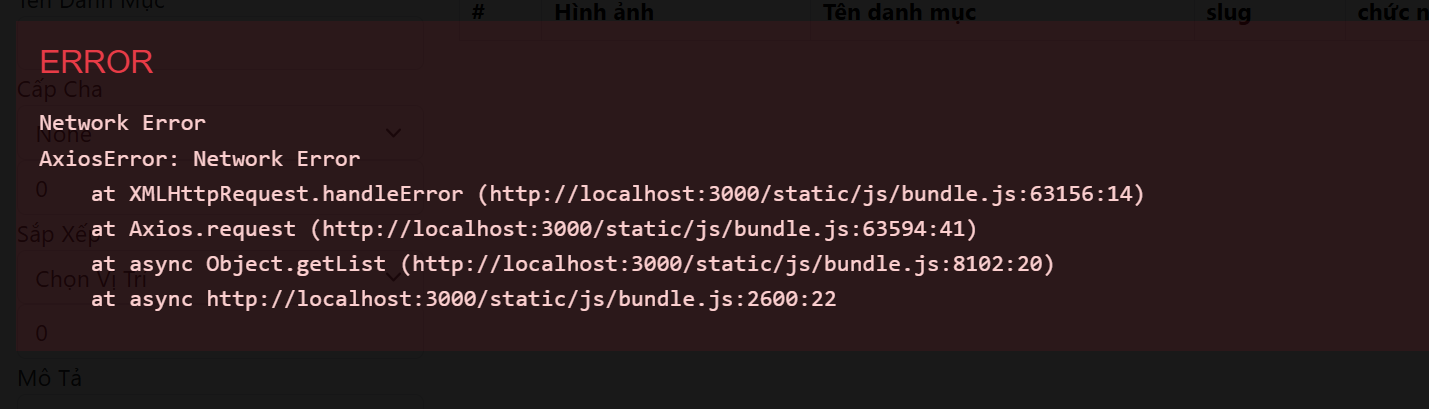 Tên Danh Mục
# Hình ảnh Tên danh mục slug chức n
ERROR
Cấp Cha
Network Error
None
AxiosError: Network Error
0
at XMLHttpRequest.handleError (http://localhost:3000/static/js/bundle.js:63156:14)
at Axios.request (http://localhost:3000/static/js/bundle.js:63594:41)
Sắp Xếp
at async Object.getList (http://localhost:3000/static/js/bundle.js:8102:20)
Chọn Vị Trí
at async http://localhost:3000/static/js/bundle.js:2600:22
0
Mô Tả